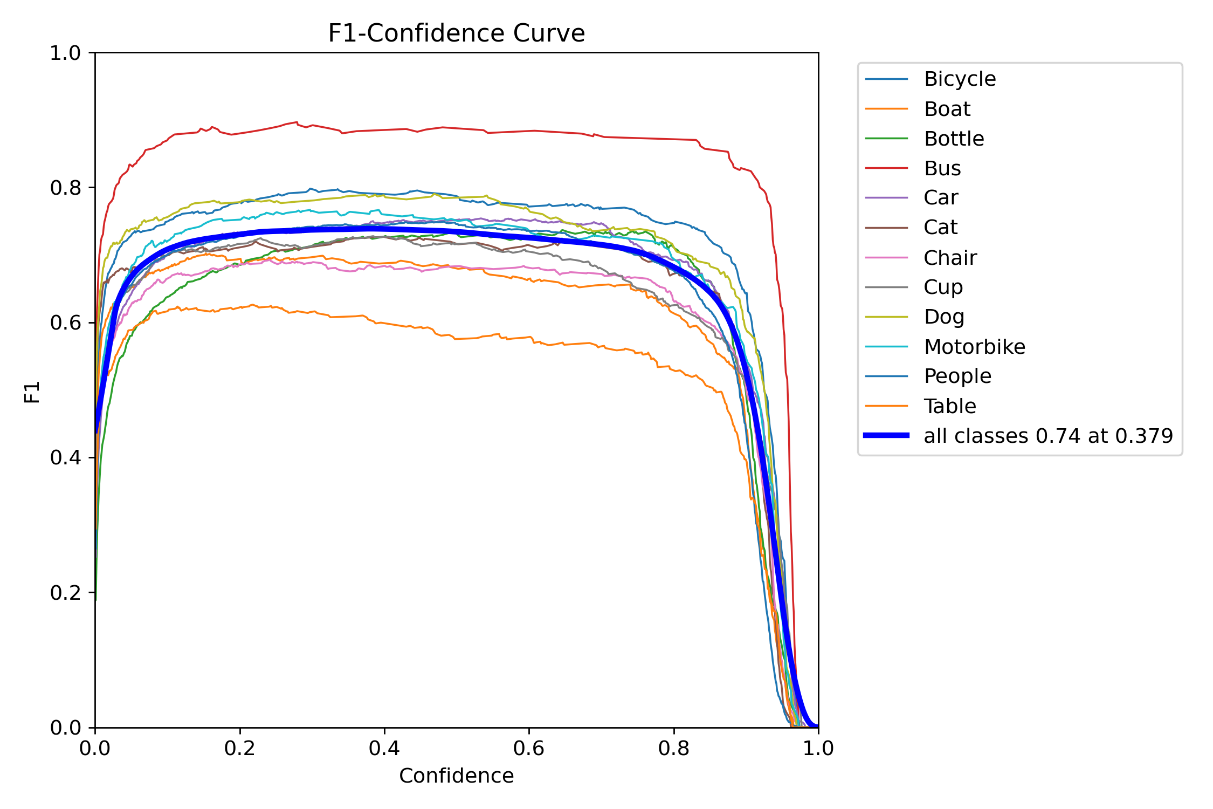 F1-Confidence Curve
1.0
0.8
0.6
0.4
0.2
0.0
F1
0.0 0.2 0.4 0.6 0.8 1.0
Confidence
Bicycle
Boat
Bottle
Bus
Car
Cat
Chair
Cup
Dog
Motorbike
People
Table
all classes 0.74 at 0.379